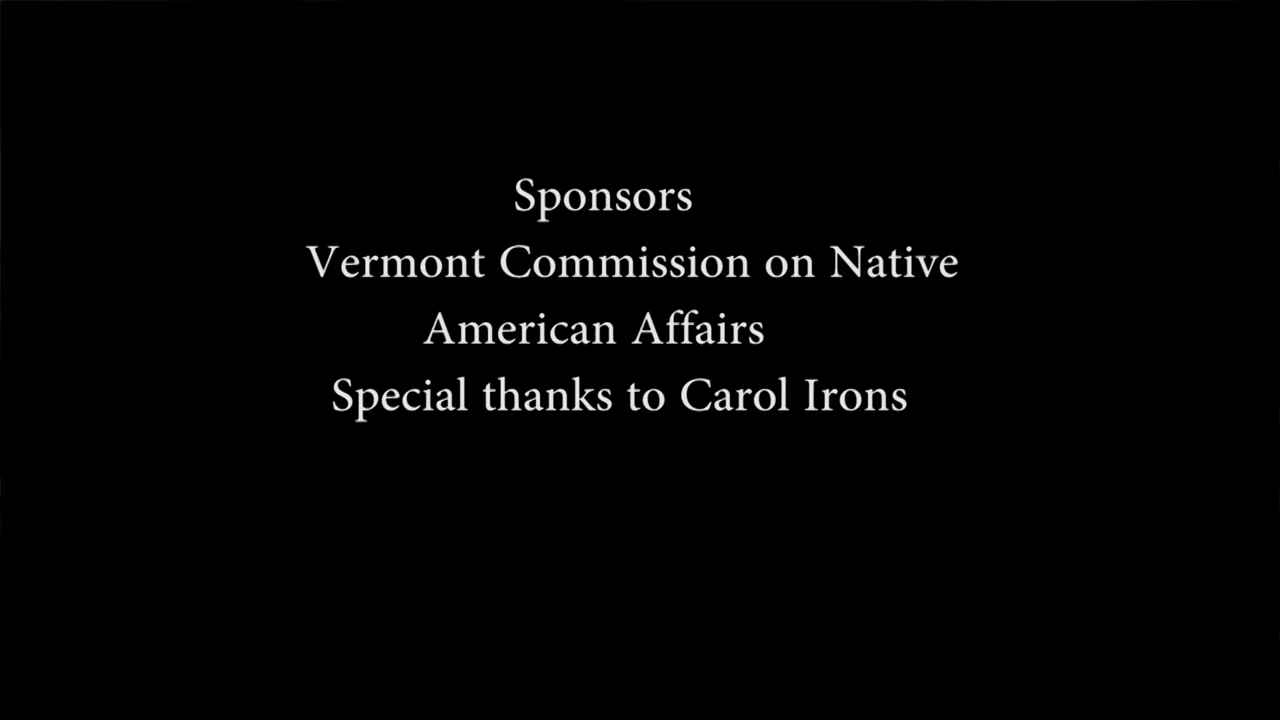 Sponsors
Vermont Commission on Native
American Affairs
Special thanks to Carol Irons